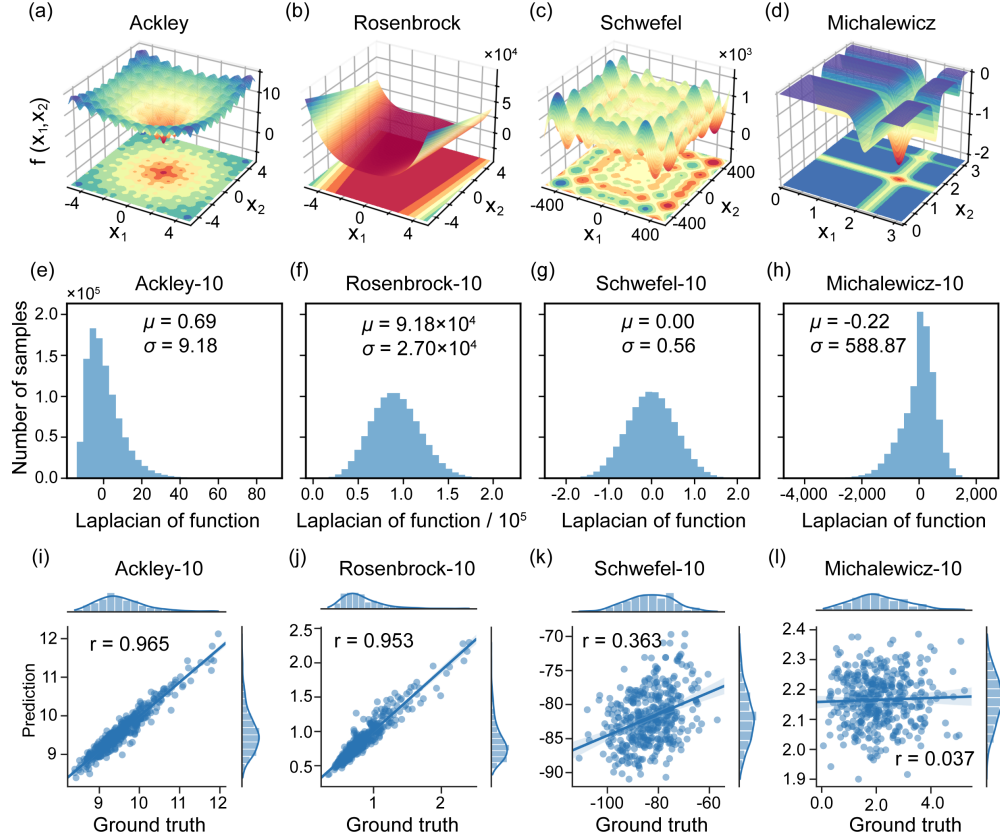 (a) Ackley
(b) Rosenbrock
(c) Schwefel
(d) Michalewicz
f (x₁,x₂)
10
0
-4
0
4
x₁
-4
0
4
x₂
×10⁴
5
0
-4
0
4
x₁
-4
0
4
x₂
×10³
1
0
-400
0
400
x₁
-400
0
400
x₂
0
-1
-2
0
1
2
3
x₁
0
1
2
3
x₂
(e) Ackley-10
(f) Rosenbrock-10
(g) Schwefel-10
(h) Michalewicz-10
×10⁵
Number of samples
2.0
1.5
1.0
0.5
0.0
μ = 0.69
σ = 9.18
0 20 40 60 80
Laplacian of function
μ = 9.18×10⁴
σ = 2.70×10⁴
0.0 1.0 2.0
Laplacian of function / 10⁵
μ = 0.00
σ = 0.56
-2.0 -1.0 0.0 1.0 2.0
Laplacian of function
μ = -0.22
σ = 588.87
-4,000 -2,000 0 2,000
Laplacian of function
(i) Ackley-10
(j) Rosenbrock-10
(k) Schwefel-10
(l) Michalewicz-10
Prediction
r = 0.965
12
11
10
9
9 10 11 12
Ground truth
r = 0.953
2.5
2.0
1.5
1.0
0.5
1 2
Ground truth
r = 0.363
-70
-75
-80
-85
-90
-100 -80 -60
Ground truth
2.4
2.3
2.2
2.1
2.0
1.9
r = 0.037
0.0 2.0 4.0
Ground truth